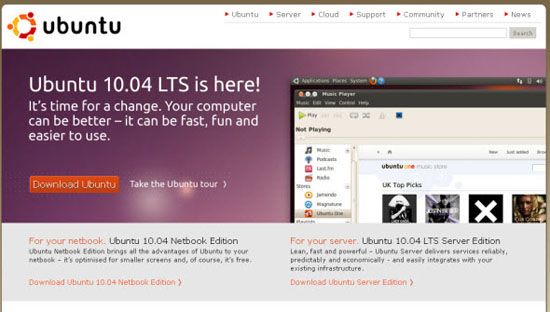 ubuntu
Ubuntu Server Cloud Support Community Partners News
Search
Ubuntu 10.04 LTS is here!
It's time for a change. Your computer
can be better – it can be fast, fun and
easier to use.
Download Ubuntu Take the Ubuntu tour ›
Applications Places System
Music Player
Music Edit View Control Help
Play
Not Playing
Music
Podcasts
Last.fm
Radio
Stores
Jamendo
Magnatune
Ubuntu One
Playlists
New Just added
ubuntu one music store
UK Top Picks
For your netbook. Ubuntu 10.04 Netbook Edition
Ubuntu Netbook Edition brings all the advantages of Ubuntu to your
netbook – it's optimised for smaller screens and, of course, it's free.
Download Ubuntu 10.04 Netbook Edition ›
For your server. Ubuntu 10.04 LTS Server Edition
Lean, fast and powerful – Ubuntu Server delivers services reliably,
predictably and economically - and easily integrates with your
existing infrastructure.
Download Ubuntu Server Edition ›